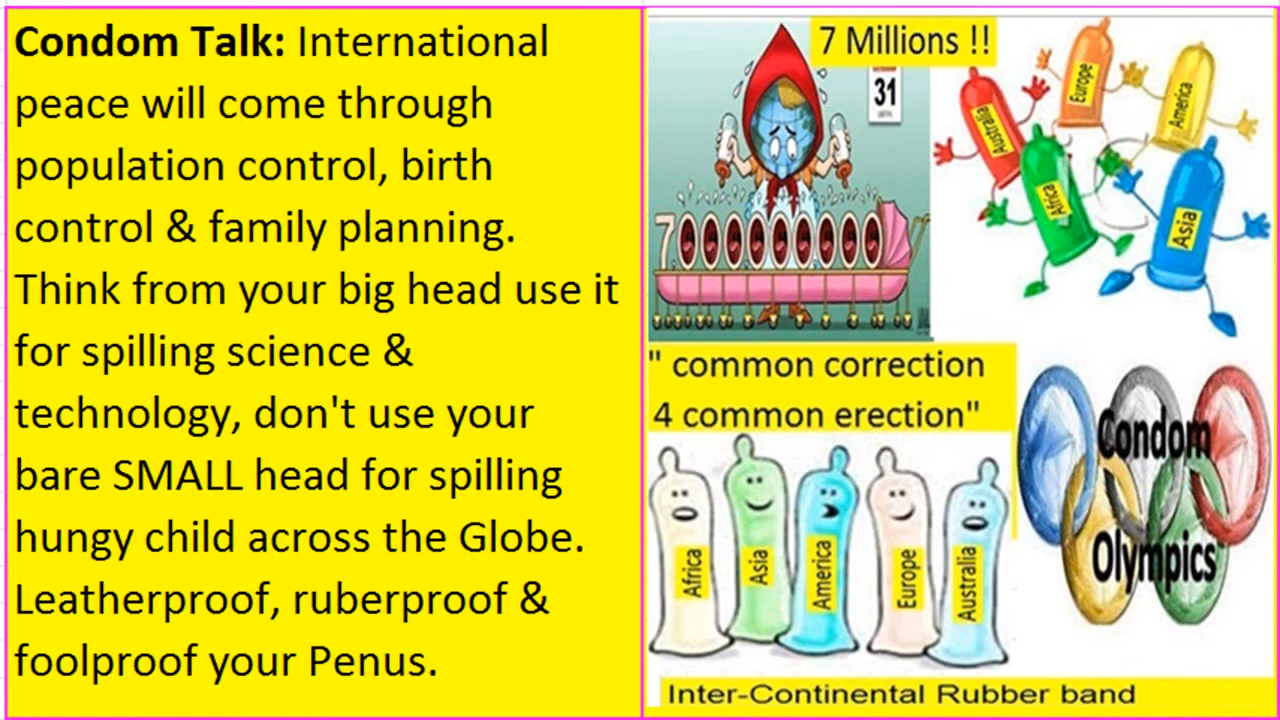 Condom Talk: International
peace will come through
population control, birth
control & family planning.
Think from your big head use it
for spilling science &
technology, don't use your
bare SMALL head for spilling
hungy child across the Globe.
Leatherproof, ruberproof &
foolproof your Penus.
7 Millions !!
31
7
Australia
Europe
America
Africa
Asia
" common correction
4 common erection"
Africa
Asia
America
Europe
Australia
Condom
Olympics
Inter-Continental Rubber band